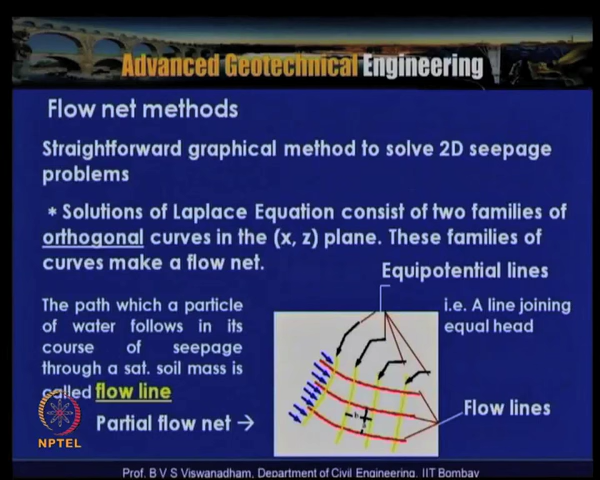 Advanced Geotechnical Engineering
Flow net methods
Straightforward graphical method to solve 2D seepage
problems
* Solutions of Laplace Equation consist of two families of
orthogonal curves in the (x, z) plane. These families of
curves make a flow net.
Equipotential lines
i.e. A line joining
equal head
The path which a particle
of water follows in its
course of seepage
through a sat. soil mass is
called flow line
Partial flow net →
Flow lines
NPTEL
Prof. B V S Viswanadham, Department of Civil Engineering, IIT Bombay